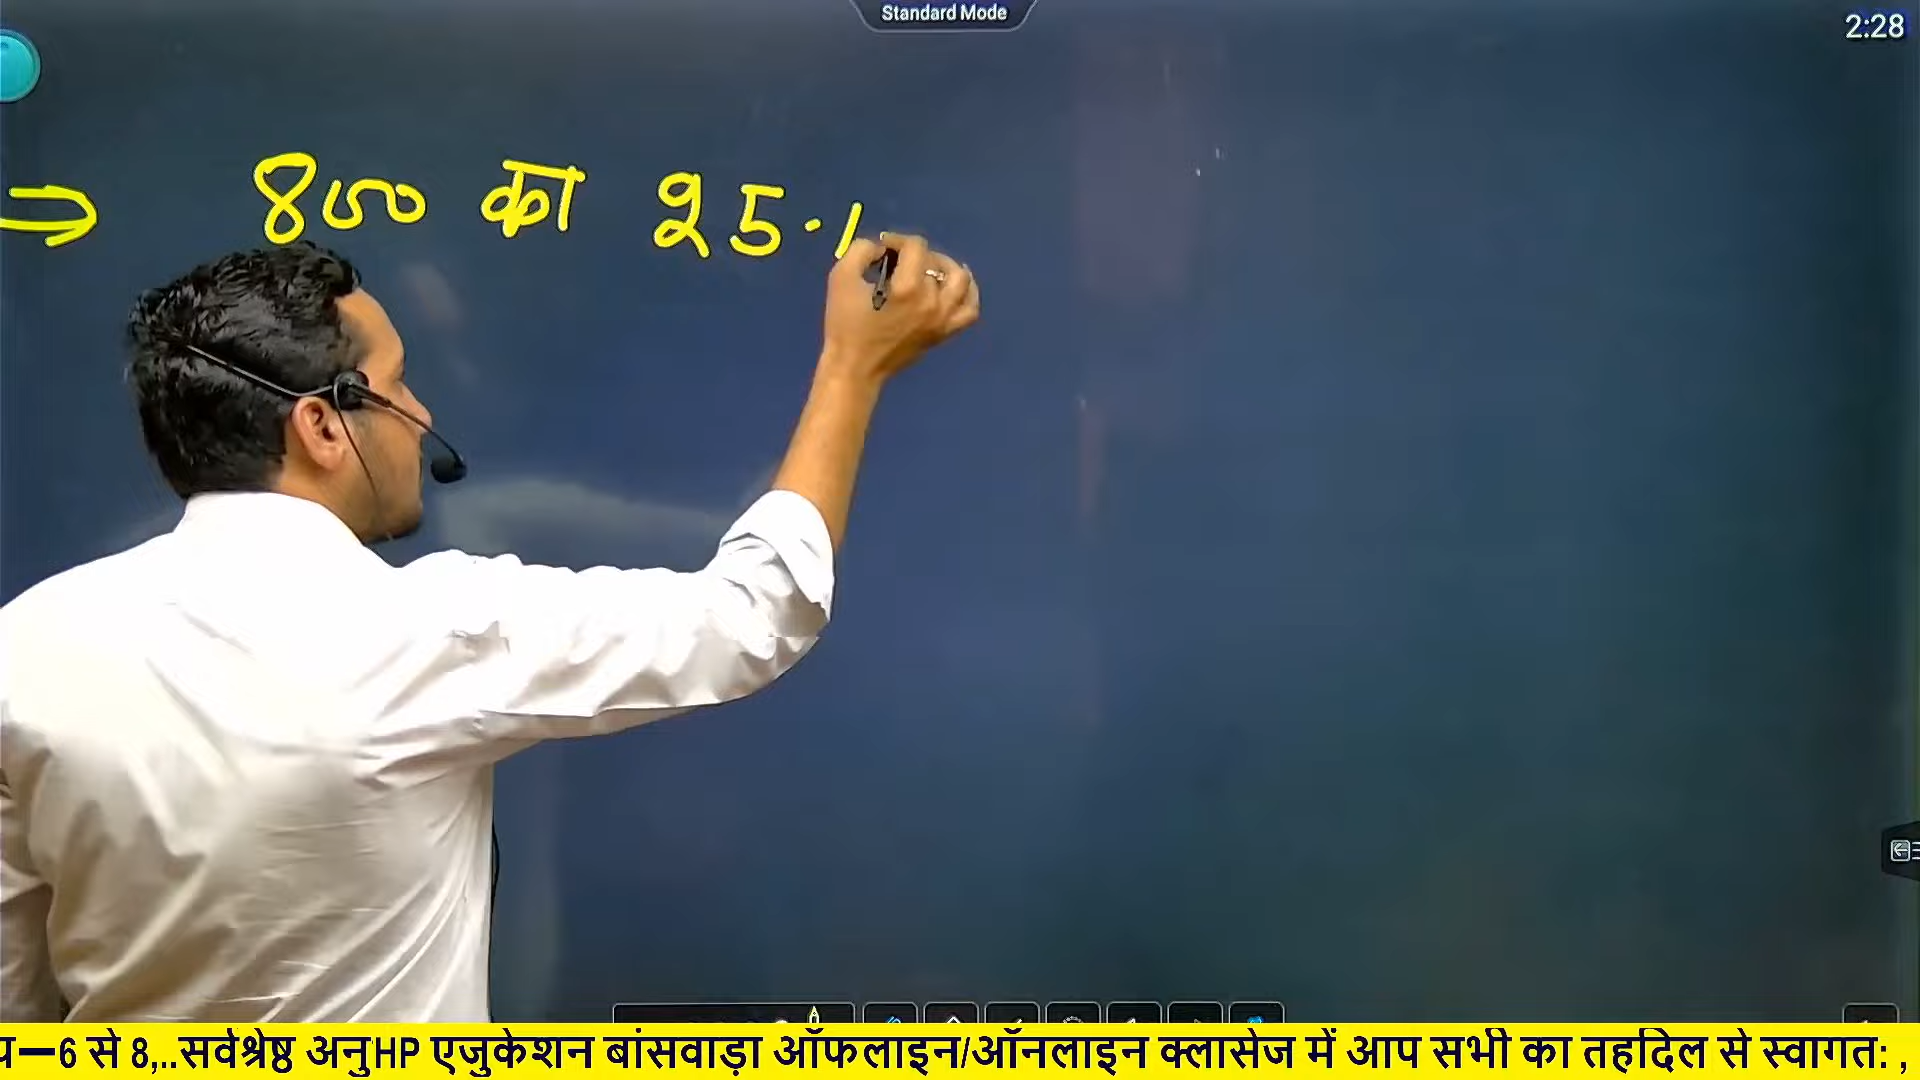 Standard Mode
2:28
⇒ 800 का 25%
य—6 से 8,..सर्वश्रेष्ठ अनुHP एजुकेशन बांसवाड़ा ऑफलाइन/ऑनलाइन क्लासेज में आप सभी का तहदिल से स्वागत: ,